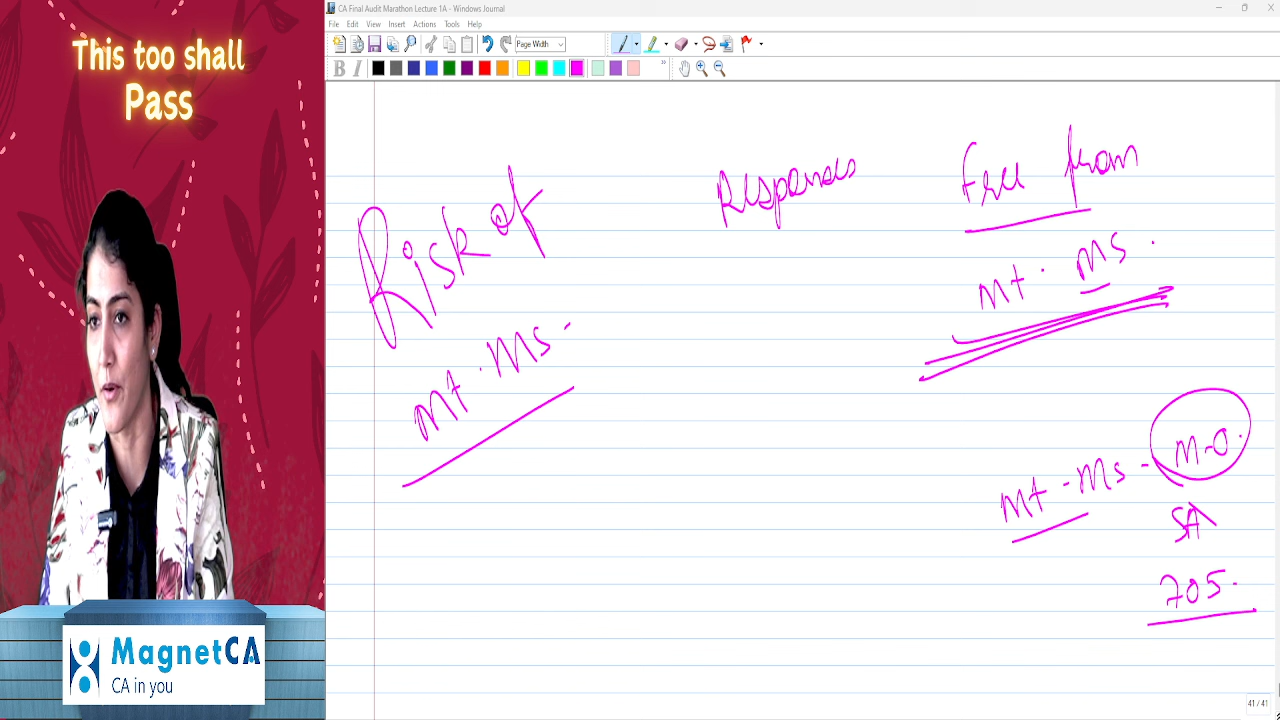 This too shall
Pass
CA Final Audit Marathon Lecture 1A - Windows Journal
File Edit View Insert Actions Tools Help
Page Width
B I
Risk of
Mt. Ms.
Responses
Free from
Mt. Ms.
Mt - Ms - M.O.
SA
705.
MagnetCA
CA in you
41 / 41